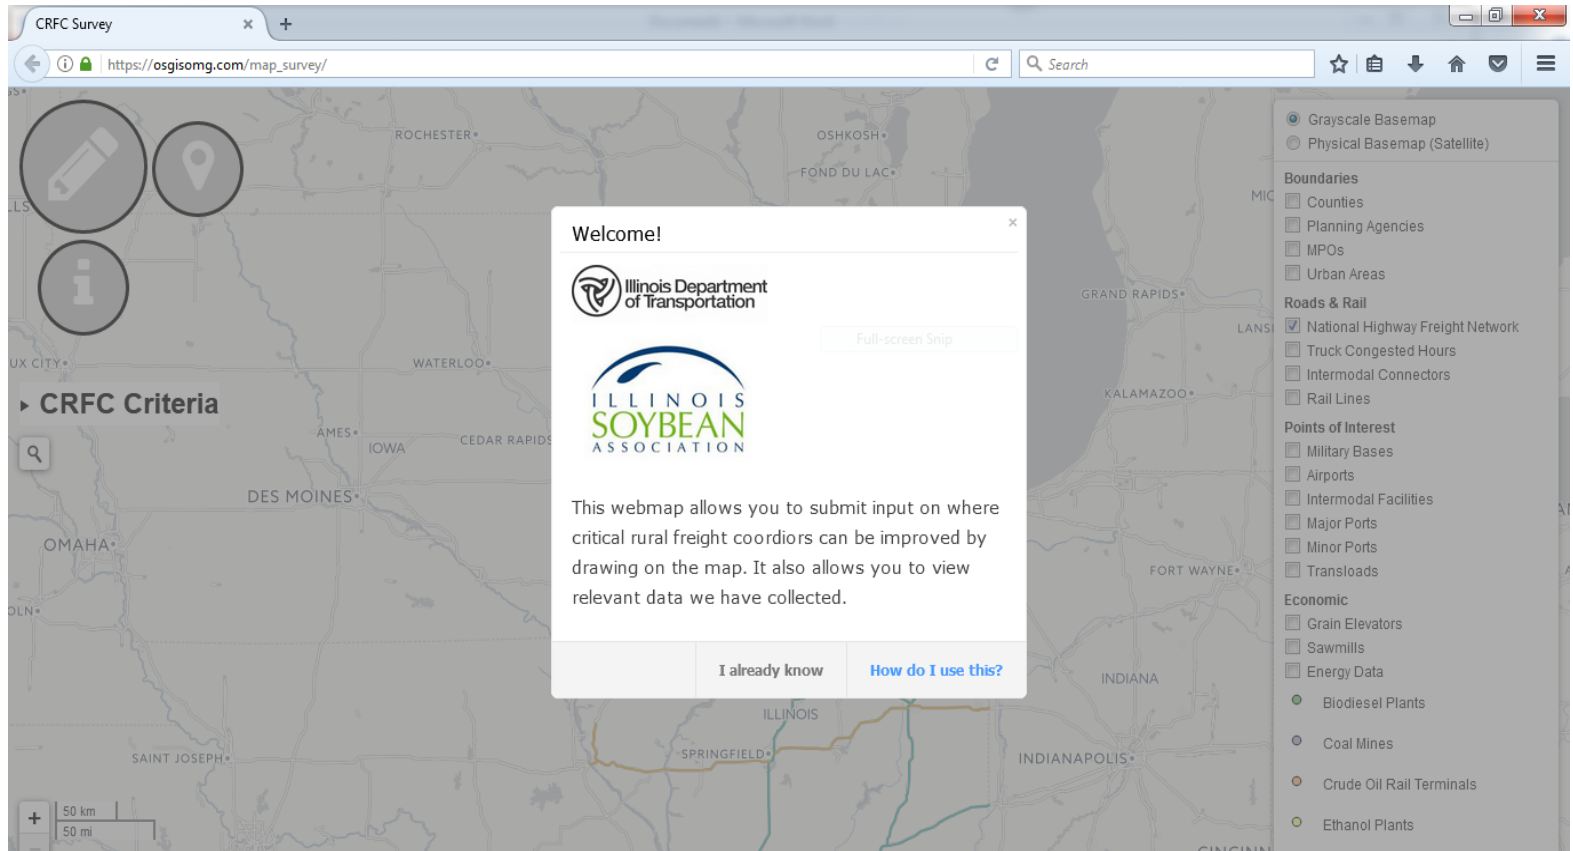 CRFC Survey
https://osgisomg.com/map_survey/
Search
ROCHESTER
OSHKOSH
FOND DU LAC
MIC
GRAND RAPIDS
LANSI
UX CITY
WATERLOO
KALAMAZOO
CRFC Criteria
AMES
IOWA
CEDAR RAPIDS
DES MOINES
OMAHA
FORT WAYNE
OLN
INDIANA
ILLINOIS
SPRINGFIELD
SAINT JOSEPH
INDIANAPOLIS
CINCINN
50 km
50 mi
Welcome!
Illinois Department
of Transportation
Full-screen Snip
ILLINOIS
SOYBEAN
ASSOCIATION
This webmap allows you to submit input on where
critical rural freight coordiors can be improved by
drawing on the map. It also allows you to view
relevant data we have collected.
I already know
How do I use this?
Grayscale Basemap
Physical Basemap (Satellite)
Boundaries
Counties
Planning Agencies
MPOs
Urban Areas
Roads & Rail
National Highway Freight Network
Truck Congested Hours
Intermodal Connectors
Rail Lines
Points of Interest
Military Bases
Airports
Intermodal Facilities
Major Ports
Minor Ports
Transloads
Economic
Grain Elevators
Sawmills
Energy Data
Biodiesel Plants
Coal Mines
Crude Oil Rail Terminals
Ethanol Plants